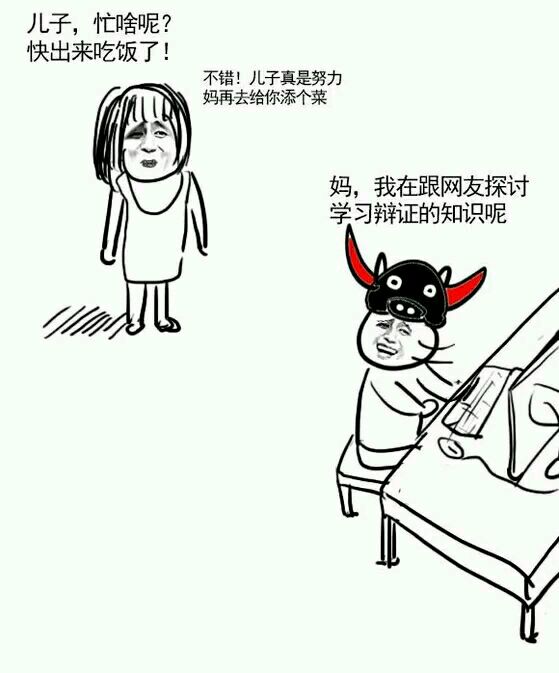 儿子，忙啥呢？
快出来吃饭了！
不错！儿子真是努力
妈再去给你添个菜
妈，我在跟网友探讨
学习辩证的知识呢